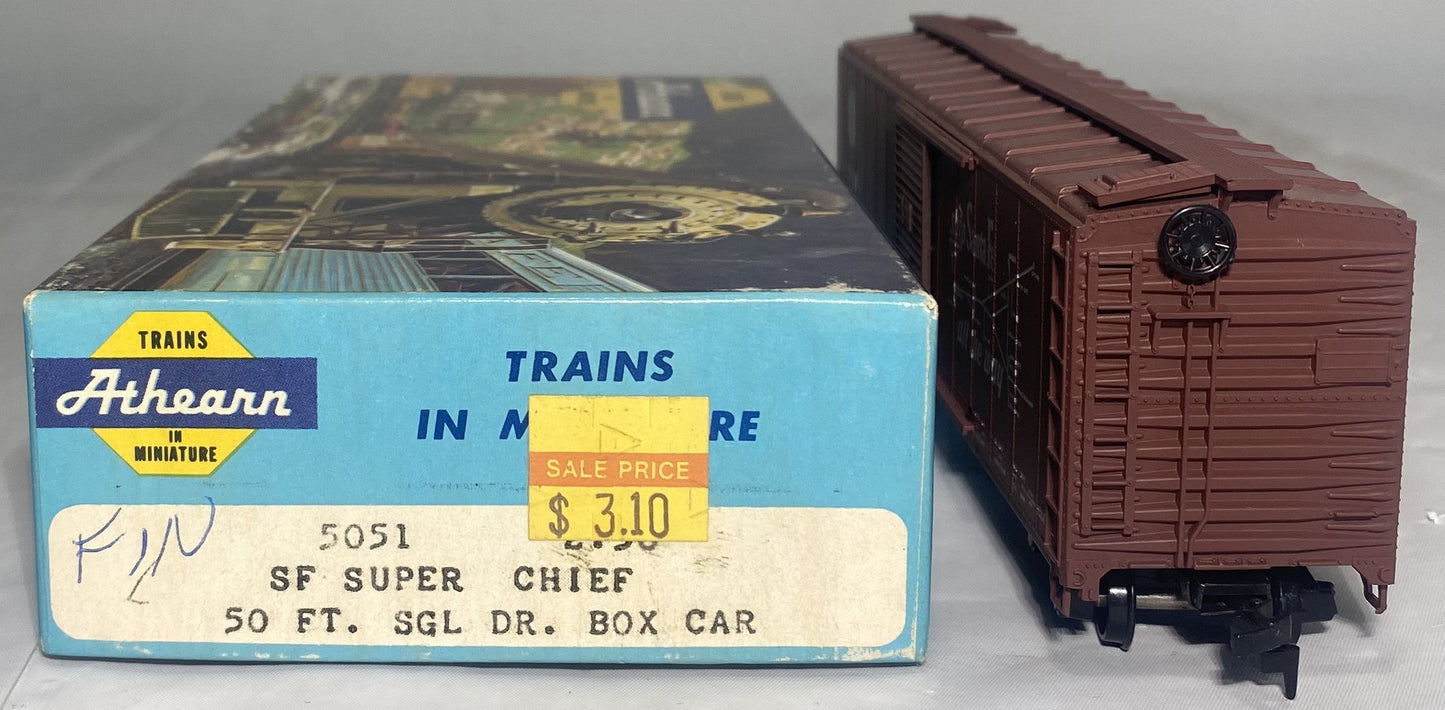 TRAINS
Athearn
IN
MINIATURE
TRAINS
IN M RE
SALE PRICE
$ 3.10
FIN
5051
SF SUPER CHIEF
50 FT. SGL DR. BOX CAR